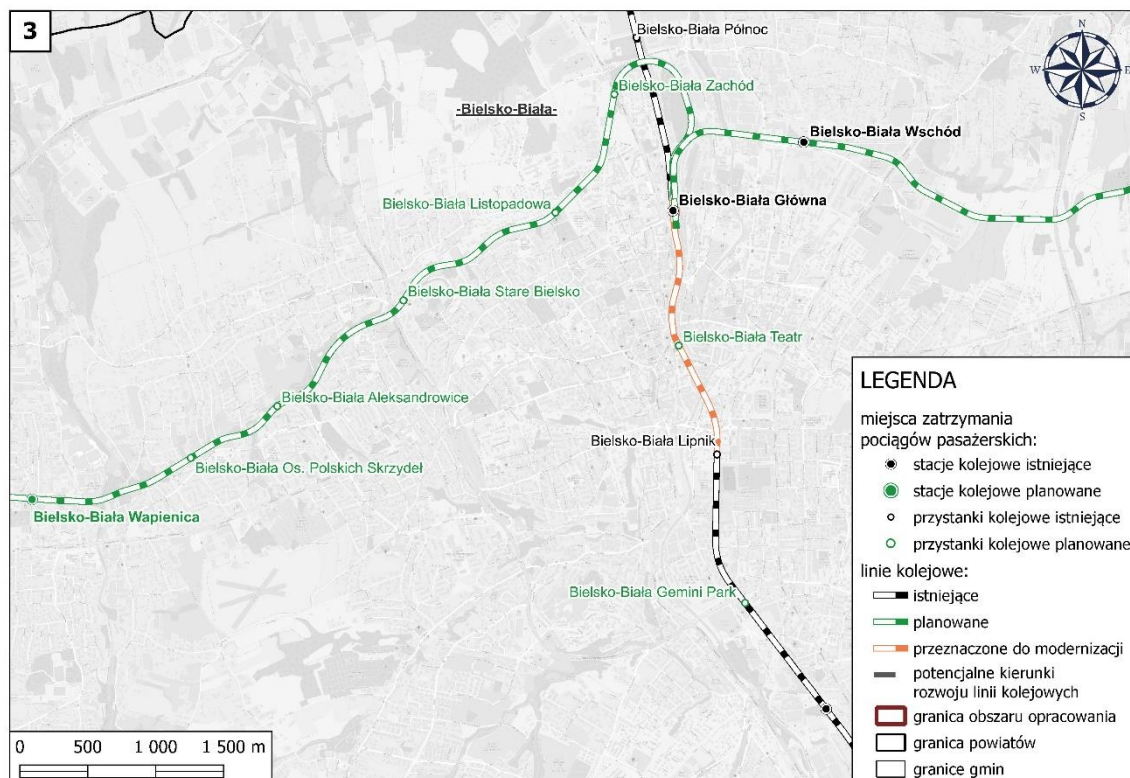 3
Bielsko-Biała Północ
N
W
E
S
Bielsko-Biała Zachód
-Bielsko-Biała-
Bielsko-Biała Wschód
Bielsko-Biała Listopadowa
Bielsko-Biała Główna
Bielsko-Biała Stare Bielsko
Bielsko-Biała Teatr
Bielsko-Biała Aleksandrowice
Bielsko-Biała Lipnik
Bielsko-Biała Os. Polskich Skrzydeł
Bielsko-Biała Wapienica
Bielsko-Biała Gemini Park
LEGENDA
miejsca zatrzymania
pociągów pasażerskich:
stacje kolejowe istniejące
stacje kolejowe planowane
przystanki kolejowe istniejące
przystanki kolejowe planowane
linie kolejowe:
istniejące
planowane
przeznaczone do modernizacji
potencjalne kierunki
rozwoju linii kolejowych
granica obszaru opracowania
granica powiatów
granice gmin
0 500 1 000 1 500 m